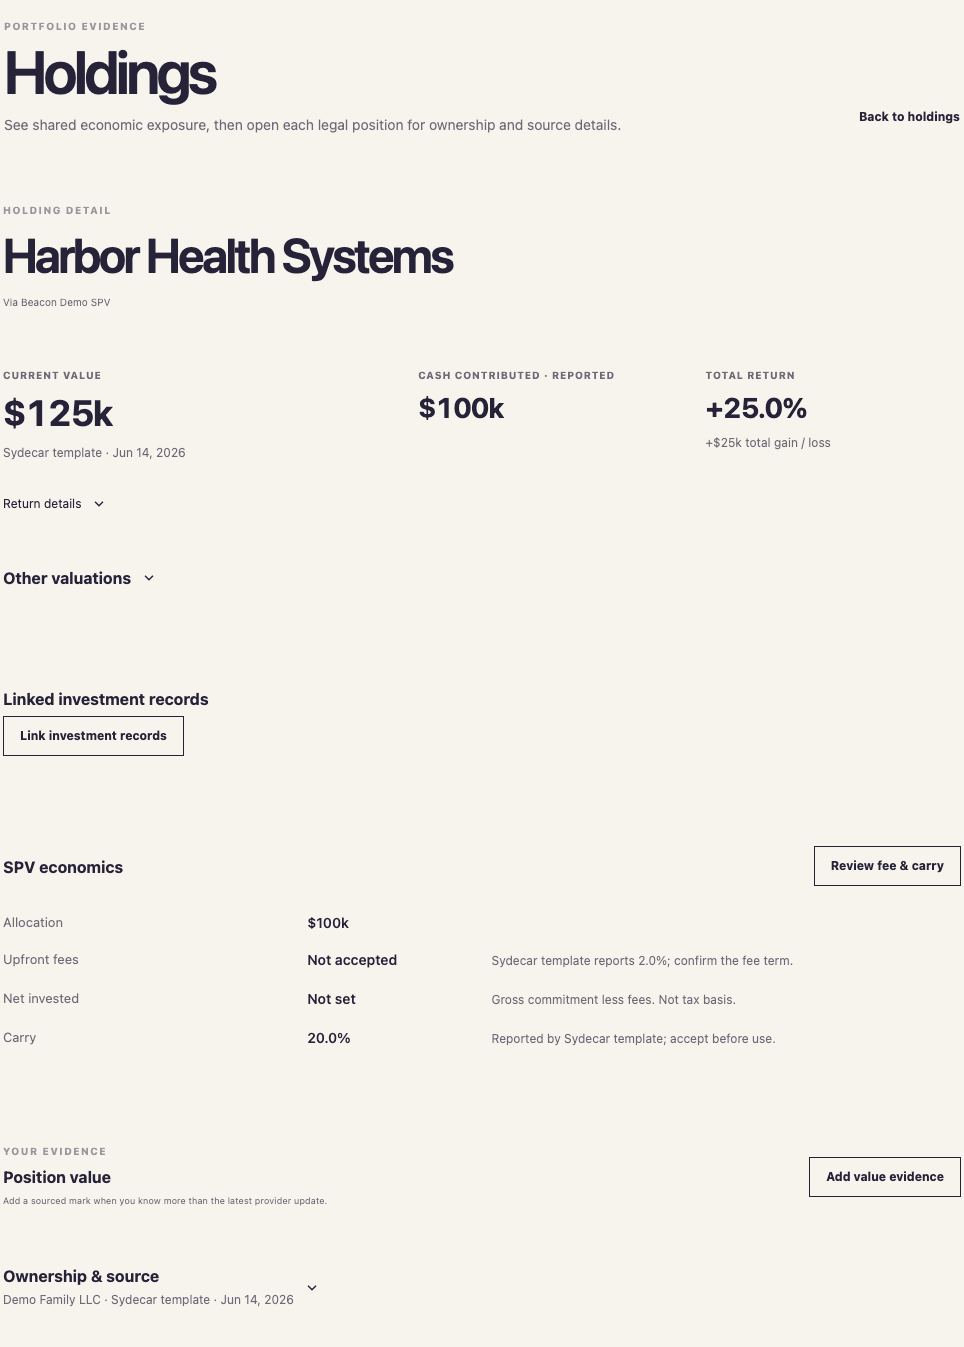 PORTFOLIO EVIDENCE
Holdings
See shared economic exposure, then open each legal position for ownership and source details.
Back to holdings
HOLDING DETAIL
Harbor Health Systems
Via Beacon Demo SPV
CURRENT VALUE
$125k
Sydecar template · Jun 14, 2026
CASH CONTRIBUTED · REPORTED
$100k
TOTAL RETURN
+25.0%
+$25k total gain / loss
Return details
Other valuations
Linked investment records
Link investment records
SPV economics
Review fee & carry
Allocation $100k
Upfront fees Not accepted Sydecar template reports 2.0%; confirm the fee term.
Net invested Not set Gross commitment less fees. Not tax basis.
Carry 20.0% Reported by Sydecar template; accept before use.
YOUR EVIDENCE
Position value
Add a sourced mark when you know more than the latest provider update.
Add value evidence
Ownership & source
Demo Family LLC · Sydecar template · Jun 14, 2026